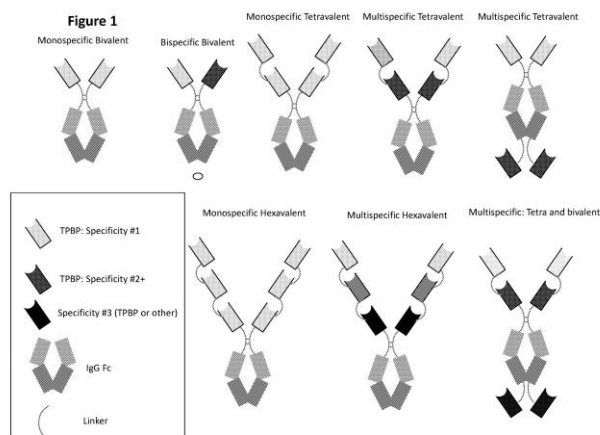 Figure 1
Monospecific Bivalent
Bispecific Bivalent
Monospecific Tetravalent
Multispecific Tetravalent
Multispecific Tetravalent
Monospecific Hexavalent
Multispecific Hexavalent
Multispecific: Tetra and bivalent
TPBP: Specificity #1
TPBP: Specificity #2+
Specificity #3 (TPBP or other)
IgG Fc
Linker